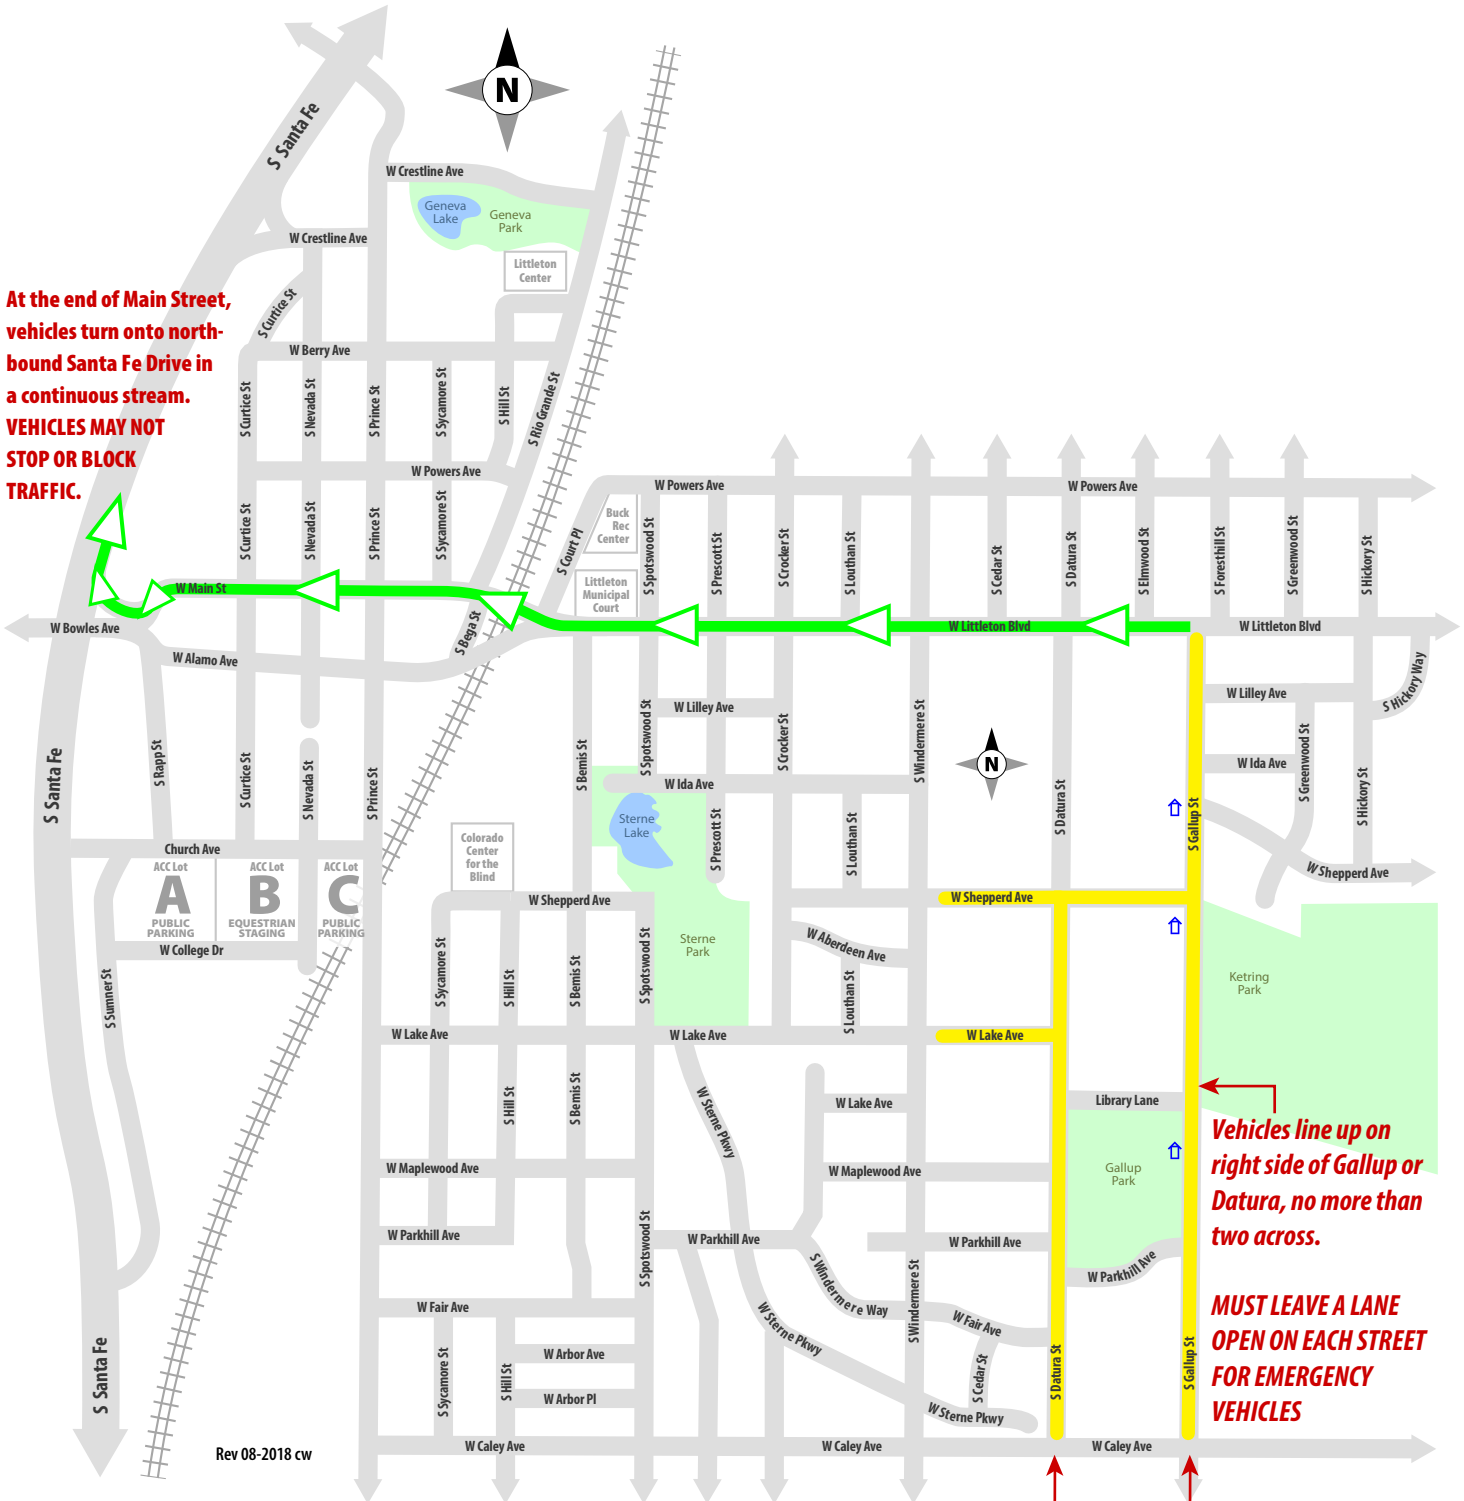 N
S Santa Fe
W Crestline Ave
Geneva
Lake
Geneva
Park
W Crestline Ave
Littleton
Center
At the end of Main Street,
vehicles turn onto north-
bound Santa Fe Drive in
a continuous stream.
VEHICLES MAY NOT
STOP OR BLOCK
TRAFFIC.
S Curtice St
W Berry Ave
S Curtice St
S Nevada St
S Prince St
S Sycamore St
S Hill St
S Rio Grande St
W Powers Ave
W Powers Ave
W Powers Ave
S Curtice St
S Nevada St
S Prince St
S Sycamore St
S Court Pl
Buck
Rec
Center
S Spotswood St
S Prescott St
S Crocker St
S Louthan St
S Cedar St
S Datura St
S Elmwood St
S Foresthill St
S Greenwood St
S Hickory St
Littleton
Municipal
Court
W Main St
W Bowles Ave
S Bega St
W Littleton Blvd
W Littleton Blvd
W Alamo Ave
S Hickory Way
W Lilley Ave
W Lilley Ave
S Santa Fe
S Rapp St
S Curtice St
S Nevada St
S Prince St
S Bemis St
S Spotswood St
S Crocker St
S Windermere St
N
S Datura St
S Gallup St
W Ida Ave
S Greenwood St
S Hickory St
W Ida Ave
Sterne
Lake
S Prescott St
S Louthan St
Church Ave
Colorado
Center
for the
Blind
W Shepperd Ave
ACC Lot
A
PUBLIC
PARKING
ACC Lot
B
EQUESTRIAN
STAGING
ACC Lot
C
PUBLIC
PARKING
W Shepperd Ave
W Shepperd Ave
W College Dr
Sterne
Park
W Aberdeen Ave
S Sumner St
S Sycamore St
S Hill St
S Bemis St
S Spotswood St
S Louthan St
Ketring
Park
W Lake Ave
W Lake Ave
W Lake Ave
S Hill St
S Bemis St
W Sterne Pkwy
W Lake Ave
Library Lane
Vehicles line up on
right side of Gallup or
Datura, no more than
two across.
W Maplewood Ave
W Maplewood Ave
Gallup
Park
W Parkhill Ave
S Spotswood St
W Parkhill Ave
W Parkhill Ave
W Parkhill Ave
S Windermere Way
S Windermere St
MUST LEAVE A LANE
OPEN ON EACH STREET
FOR EMERGENCY
VEHICLES
W Fair Ave
W Sterne Pkwy
W Fair Ave
S Santa Fe
S Sycamore St
S Hill St
W Arbor Ave
W Arbor Pl
S Cedar St
S Datura St
S Gallup St
W Sterne Pkwy
Rev 08-2018 cw
W Caley Ave
W Caley Ave
W Caley Ave